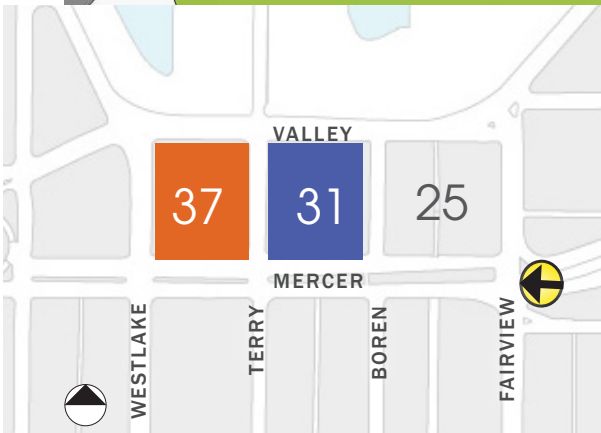 VALLEY
37
31
25
MERCER
WESTLAKE
TERRY
BOREN
FAIRVIEW